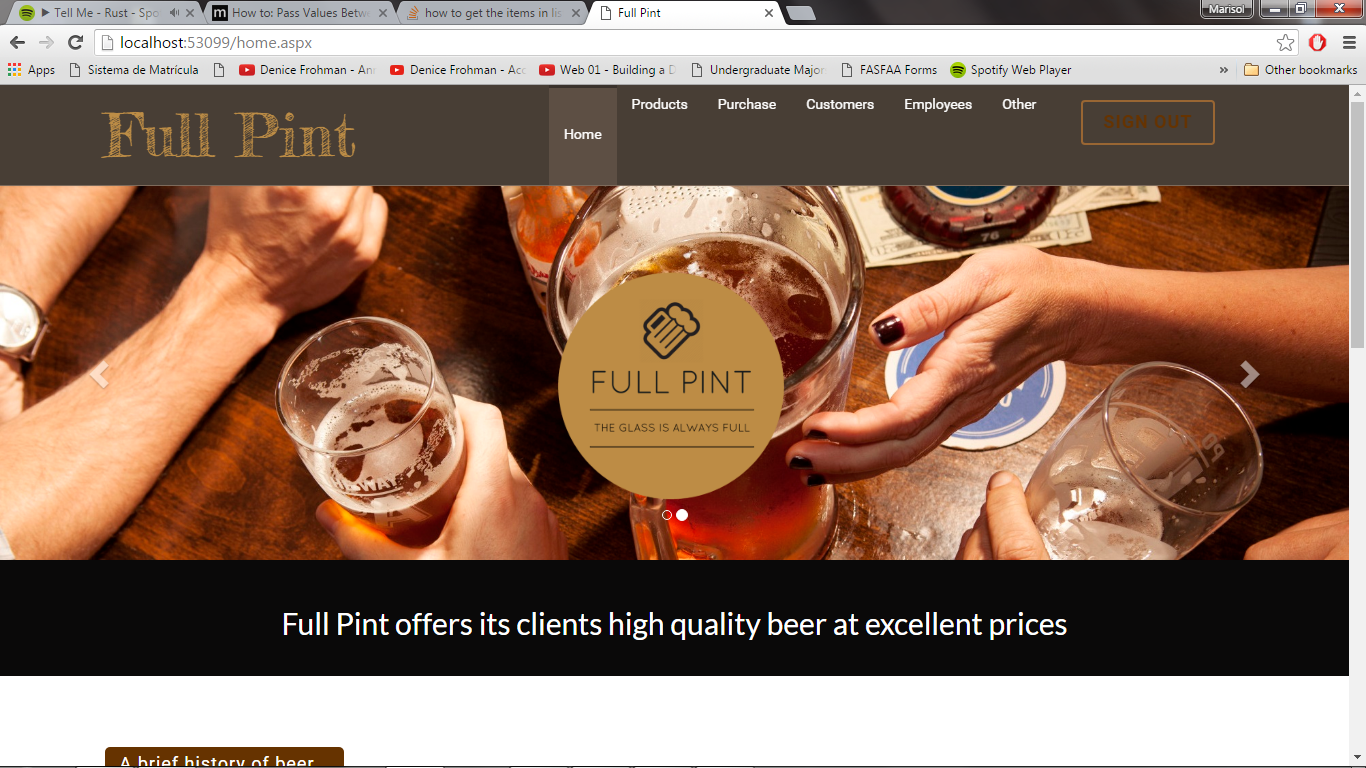 Tell Me - Rust - Spo
How to: Pass Values Betwe
how to get the items in lis
Full Pint
Marisol
localhost:53099/home.aspx
Apps
Sistema de Matrícula
Denice Frohman - Ann
Denice Frohman - Acc
Web 01 - Building a D
Undergraduate Major
FASFAA Forms
Spotify Web Player
»
Other bookmarks
Full Pint
Home
Products
Purchase
Customers
Employees
Other
SIGN OUT
76
FULL PINT
THE GLASS IS ALWAYS FULL
Full Pint offers its clients high quality beer at excellent prices
A brief history of beer